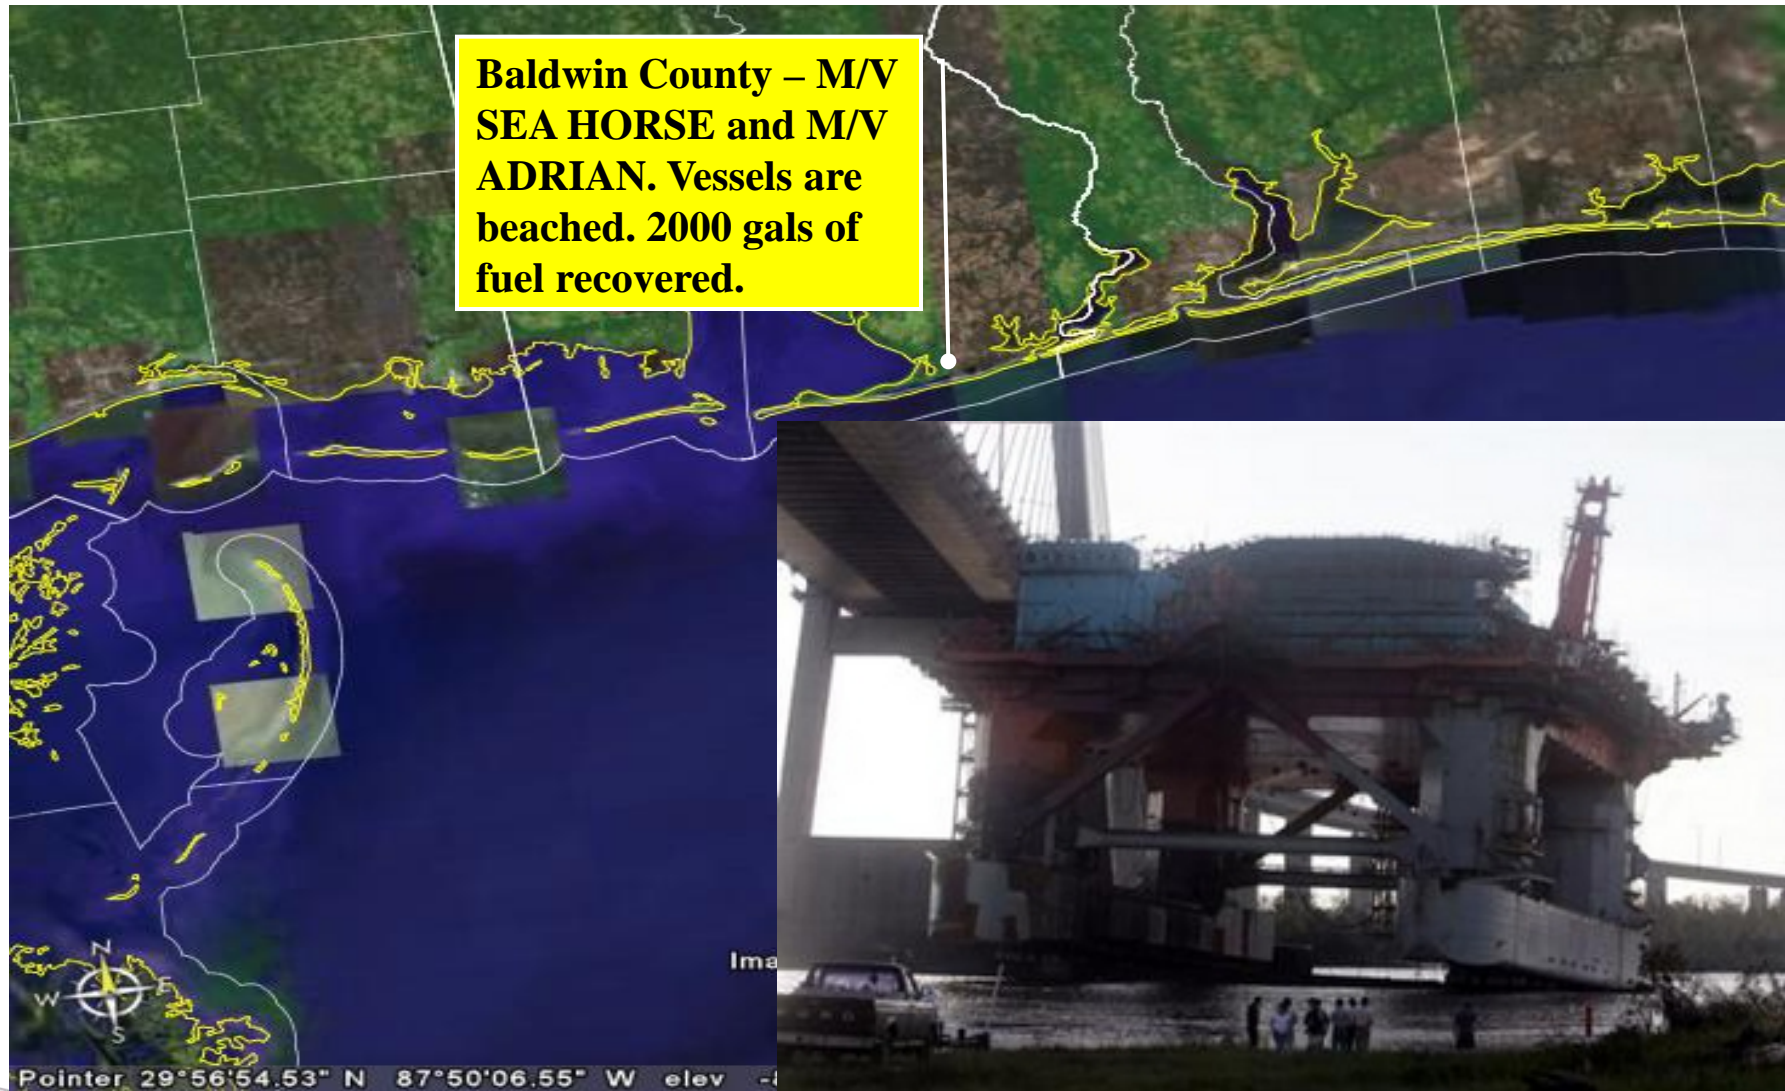 Baldwin County – M/V
SEA HORSE and M/V
ADRIAN. Vessels are
beached. 2000 gals of
fuel recovered.
Ima
N
W E
S
Pointer 29°56'54.53" N 87°50'06.55" W elev